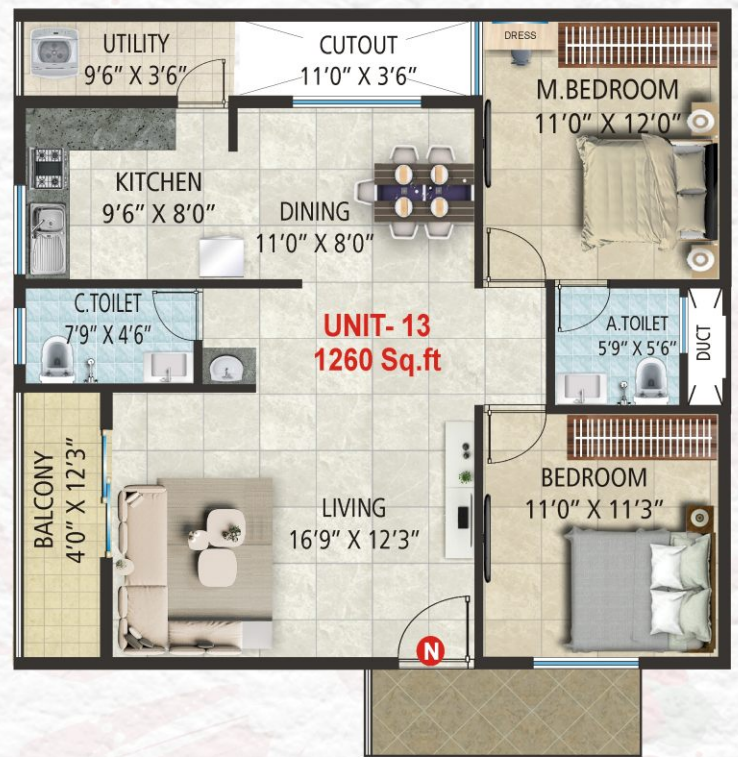 UTILITY
9'6" X 3'6"
CUTOUT
11'0" X 3'6"
DRESS
M.BEDROOM
11'0" X 12'0"
KITCHEN
9'6" X 8'0"
DINING
11'0" X 8'0"
C.TOILET
7'9" X 4'6"
UNIT- 13
1260 Sq.ft
A.TOILET
5'9" X 5'6"
DUCT
BALCONY
4'0" X 12'3"
LIVING
16'9" X 12'3"
BEDROOM
11'0" X 11'3"
N